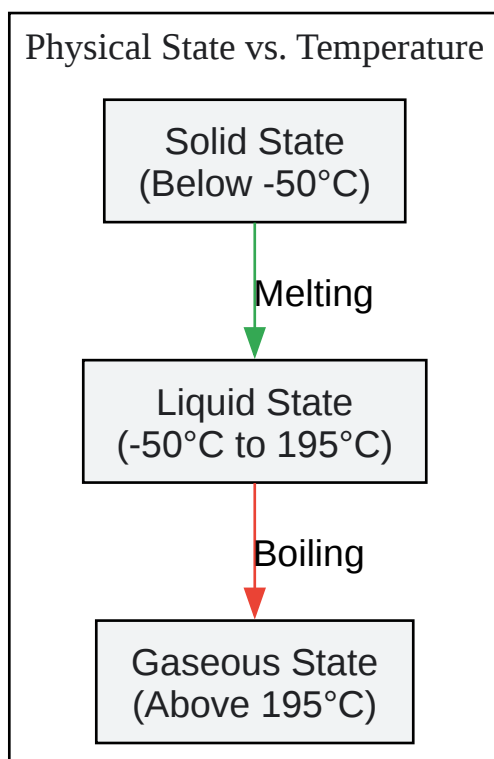 Physical State vs. Temperature
Solid State
(Below -50°C)
Melting
Liquid State
(-50°C to 195°C)
Boiling
Gaseous State
(Above 195°C)